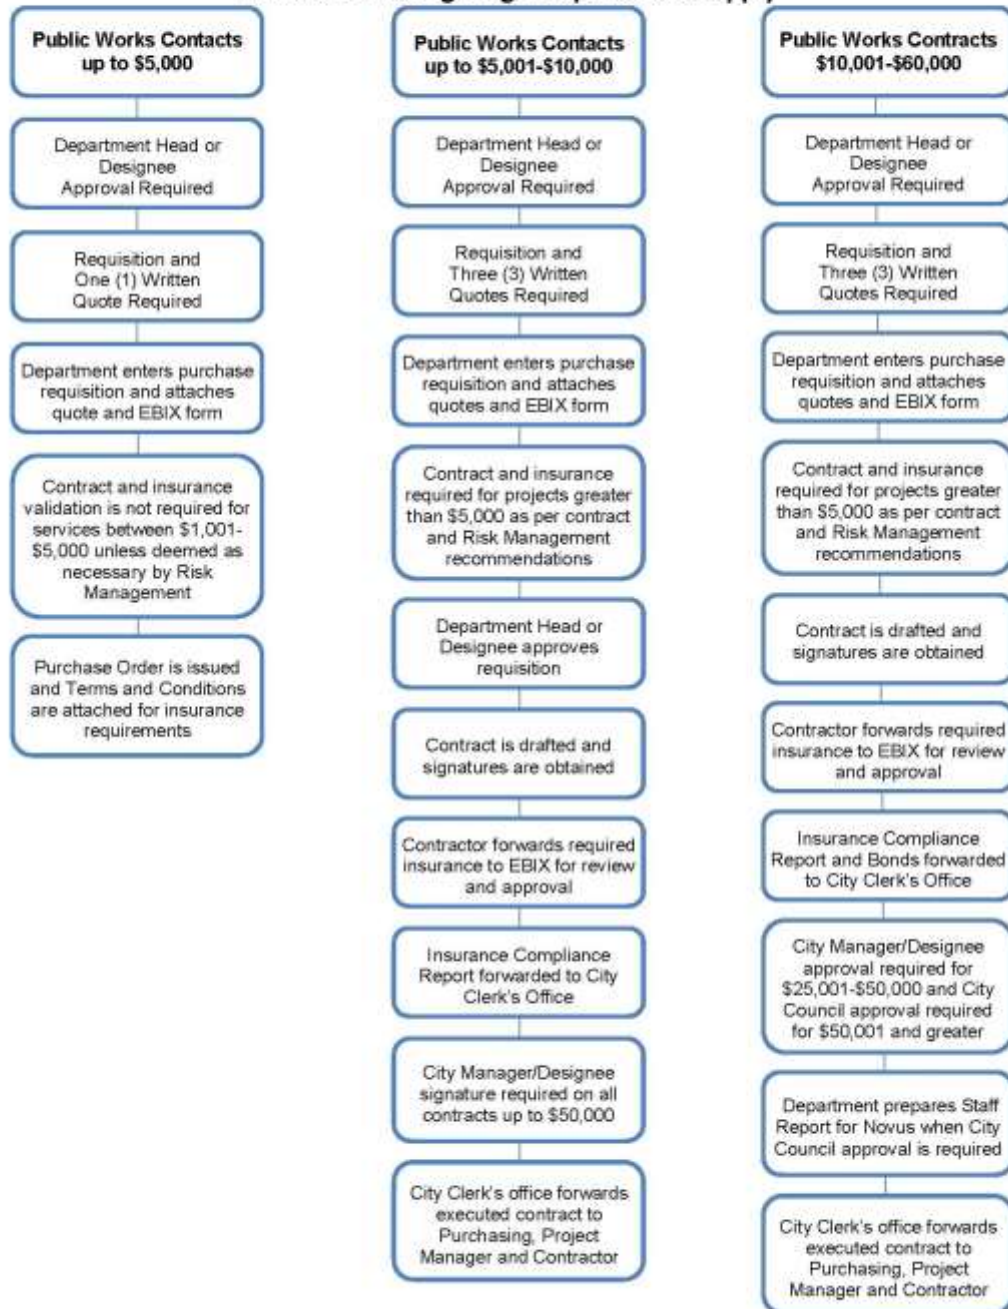 Public Works Contacts
up to $5,000
Department Head or
Designee
Approval Required
Requisition and
One (1) Written
Quote Required
Department enters purchase
requisition and attaches
quote and EBIX form
Contract and insurance
validation is not required for
services between $1,001-
$5,000 unless deemed as
necessary by Risk
Management
Purchase Order is issued
and Terms and Conditions
are attached for insurance
requirements
Public Works Contacts
up to $5,001-$10,000
Department Head or
Designee
Approval Required
Requisition and
Three (3) Written
Quotes Required
Department enters purchase
requisition and attaches
quotes and EBIX form
Contract and insurance
required for projects greater
than $5,000 as per contract
and Risk Management
recommendations
Department Head or
Designee approves
requisition
Contract is drafted and
signatures are obtained
Contractor forwards required
insurance to EBIX for review
and approval
Insurance Compliance
Report forwarded to City
Clerk's Office
City Manager/Designee
signature required on all
contracts up to $50,000
City Clerk's office forwards
executed contract to
Purchasing, Project
Manager and Contractor
Public Works Contracts
$10,001-$60,000
Department Head or
Designee
Approval Required
Requisition and
Three (3) Written
Quotes Required
Department enters purchase
requisition and attaches
quotes and EBIX form
Contract and insurance
required for projects greater
than $5,000 as per contract
and Risk Management
recommendations
Contract is drafted and
signatures are obtained
Contractor forwards required
insurance to EBIX for review
and approval
Insurance Compliance
Report and Bonds forwarded
to City Clerk's Office
City Manager/Designee
approval required for
$25,001-$50,000 and City
Council approval required
for $50,001 and greater
Department prepares Staff
Report for Novus when City
Council approval is required
City Clerk's office forwards
executed contract to
Purchasing, Project
Manager and Contractor